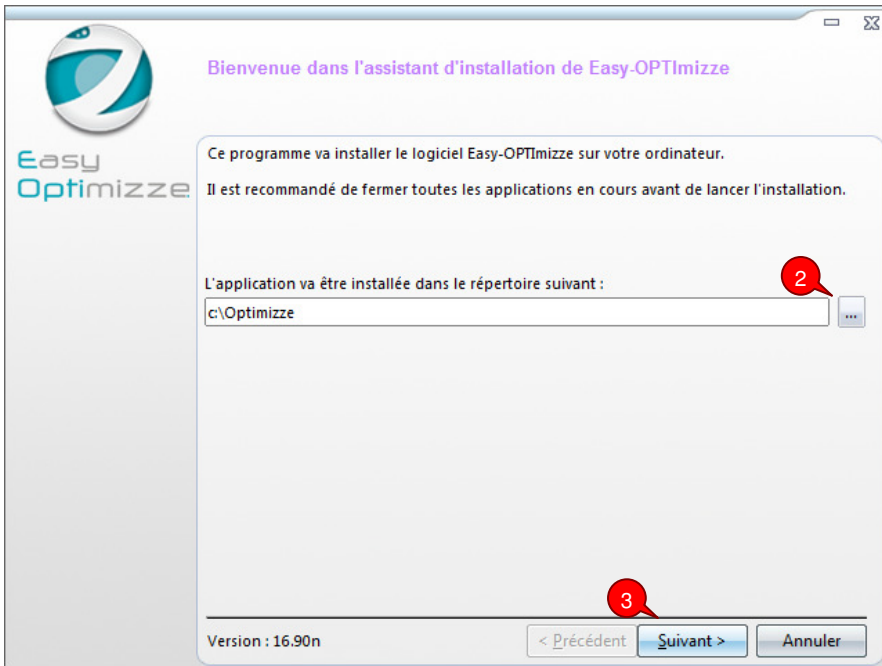 Bienvenue dans l'assistant d'installation de Easy-OPTImizze
Easy
Optimizze
Ce programme va installer le logiciel Easy-OPTImizze sur votre ordinateur.
Il est recommandé de fermer toutes les applications en cours avant de lancer l'installation.
2
L'application va être installée dans le répertoire suivant :
c:\Optimizze
...
3
Version : 16.90n
< Précédent
Suivant >
Annuler